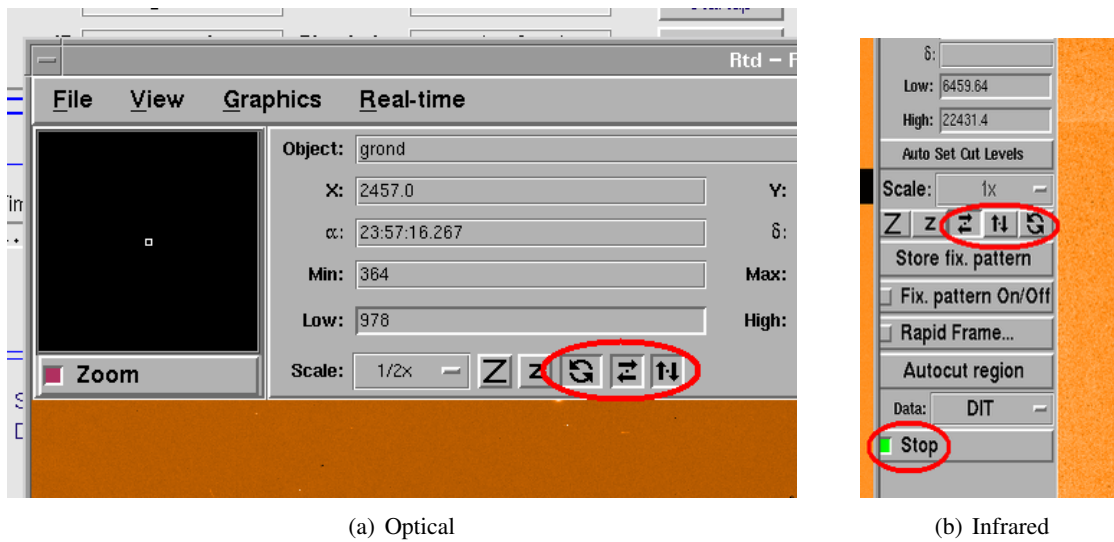 Rtd –
File View Graphics Real-time
Object: grond
X: 2457.0 Y:
α: 23:57:16.267 δ:
Min: 364 Max:
Low: 978 High:
Scale: 1/2x Z z
Zoom
(a) Optical
δ:
Low: 6459.64
High: 22431.4
Auto Set Cut Levels
Scale: 1x
Z z
Store fix. pattern
Fix. pattern On/Off
Rapid Frame...
Autocut region
Data: DIT
Stop
(b) Infrared